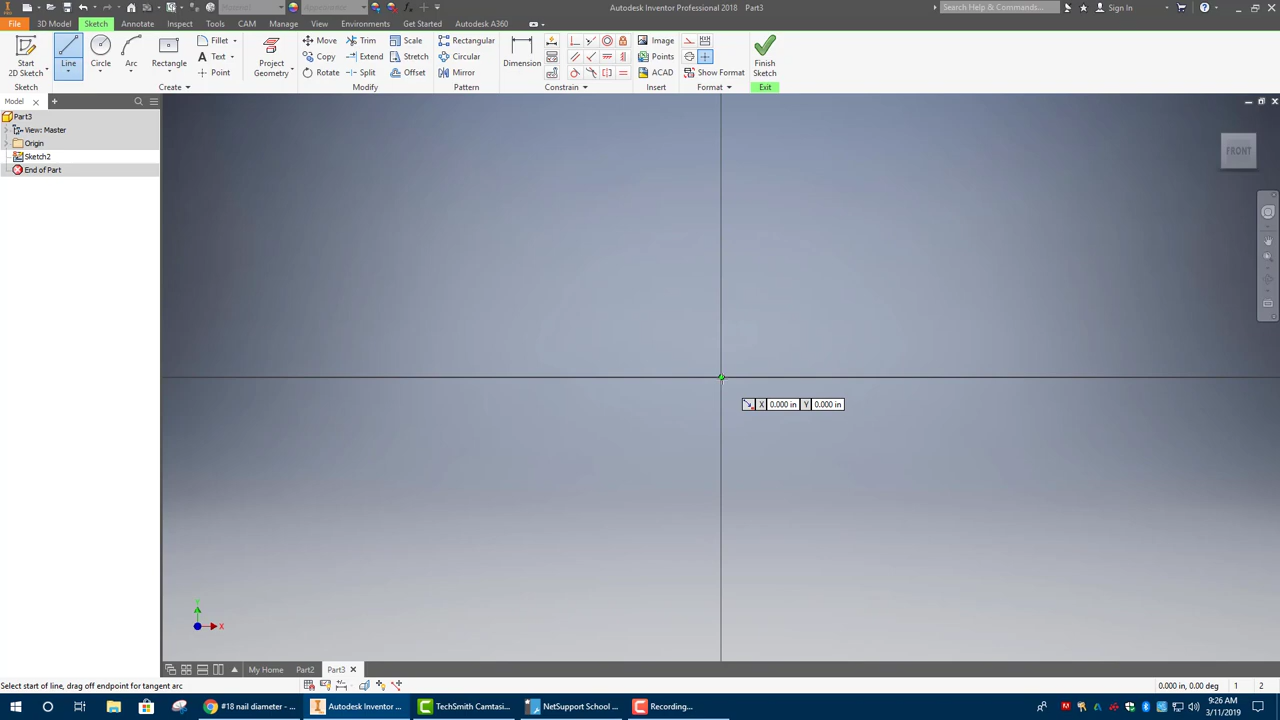 Autodesk Inventor Professional 2018 Part3
Search Help & Commands...
Sign In
File 3D Model Sketch Annotate Inspect Tools CAM Manage View Environments Get Started Autodesk A360
Start 2D Sketch
Line
Circle
Arc
Rectangle
Fillet
Text
Point
Project Geometry
Move
Copy
Rotate
Trim
Extend
Split
Scale
Stretch
Offset
Rectangular
Circular
Mirror
Dimension
Image
Points
ACAD
Show Format
Finish Sketch
Sketch Create Modify Pattern Constrain Insert Format Exit
Model
Part3
View: Master
Origin
Sketch2
End of Part
FRONT
X 0.000 in Y 0.000 in
Y
X
My Home Part2 Part3
Select start of line, drag off endpoint for tangent arc
0.000 in, 0.00 deg 1 2
#18 nail diameter - ...
Autodesk Inventor ...
TechSmith Camtasi...
NetSupport School ...
Recording...
9:26 AM
3/11/2019